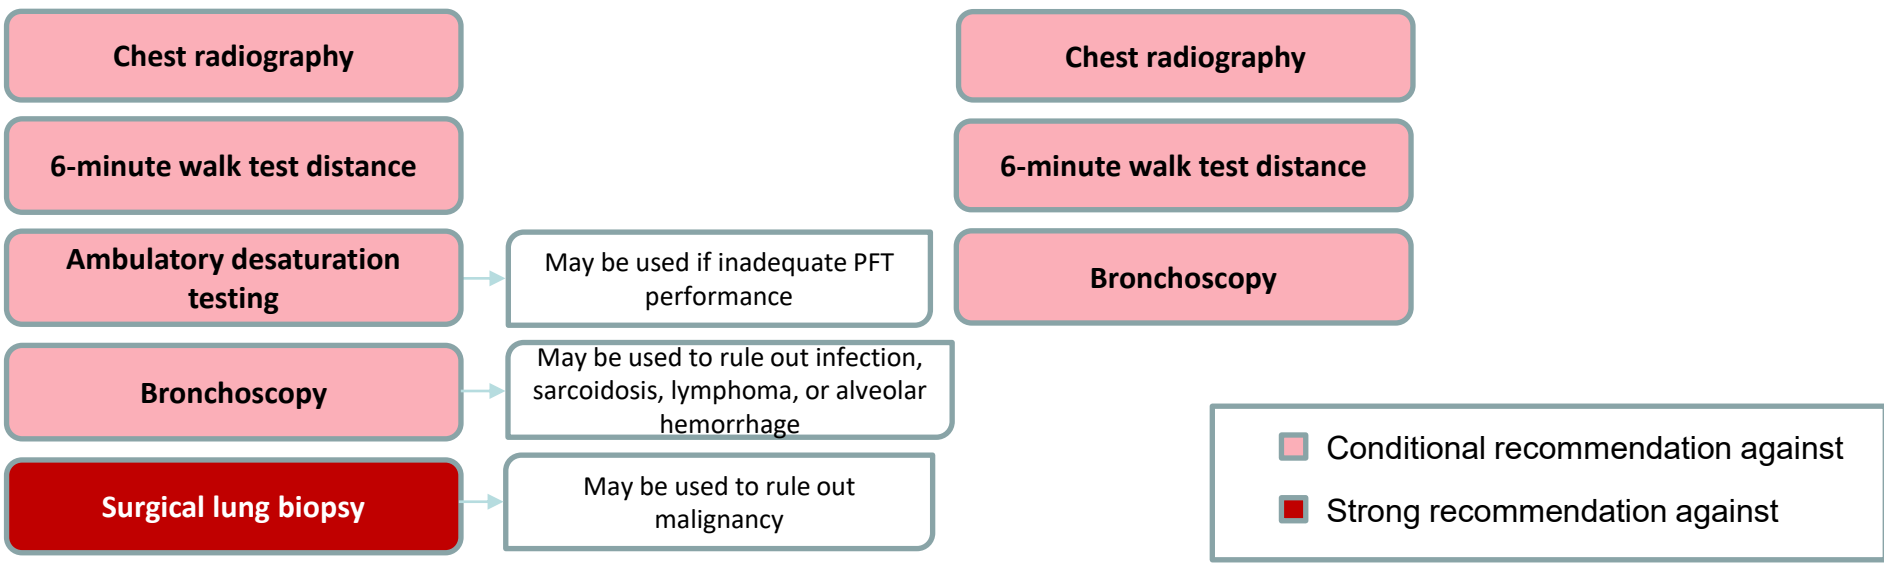 Chest radiography
6-minute walk test distance
Ambulatory desaturation
testing
May be used if inadequate PFT
performance
Bronchoscopy
May be used to rule out infection,
sarcoidosis, lymphoma, or alveolar
hemorrhage
Surgical lung biopsy
May be used to rule out
malignancy
Chest radiography
6-minute walk test distance
Bronchoscopy
Conditional recommendation against
Strong recommendation against